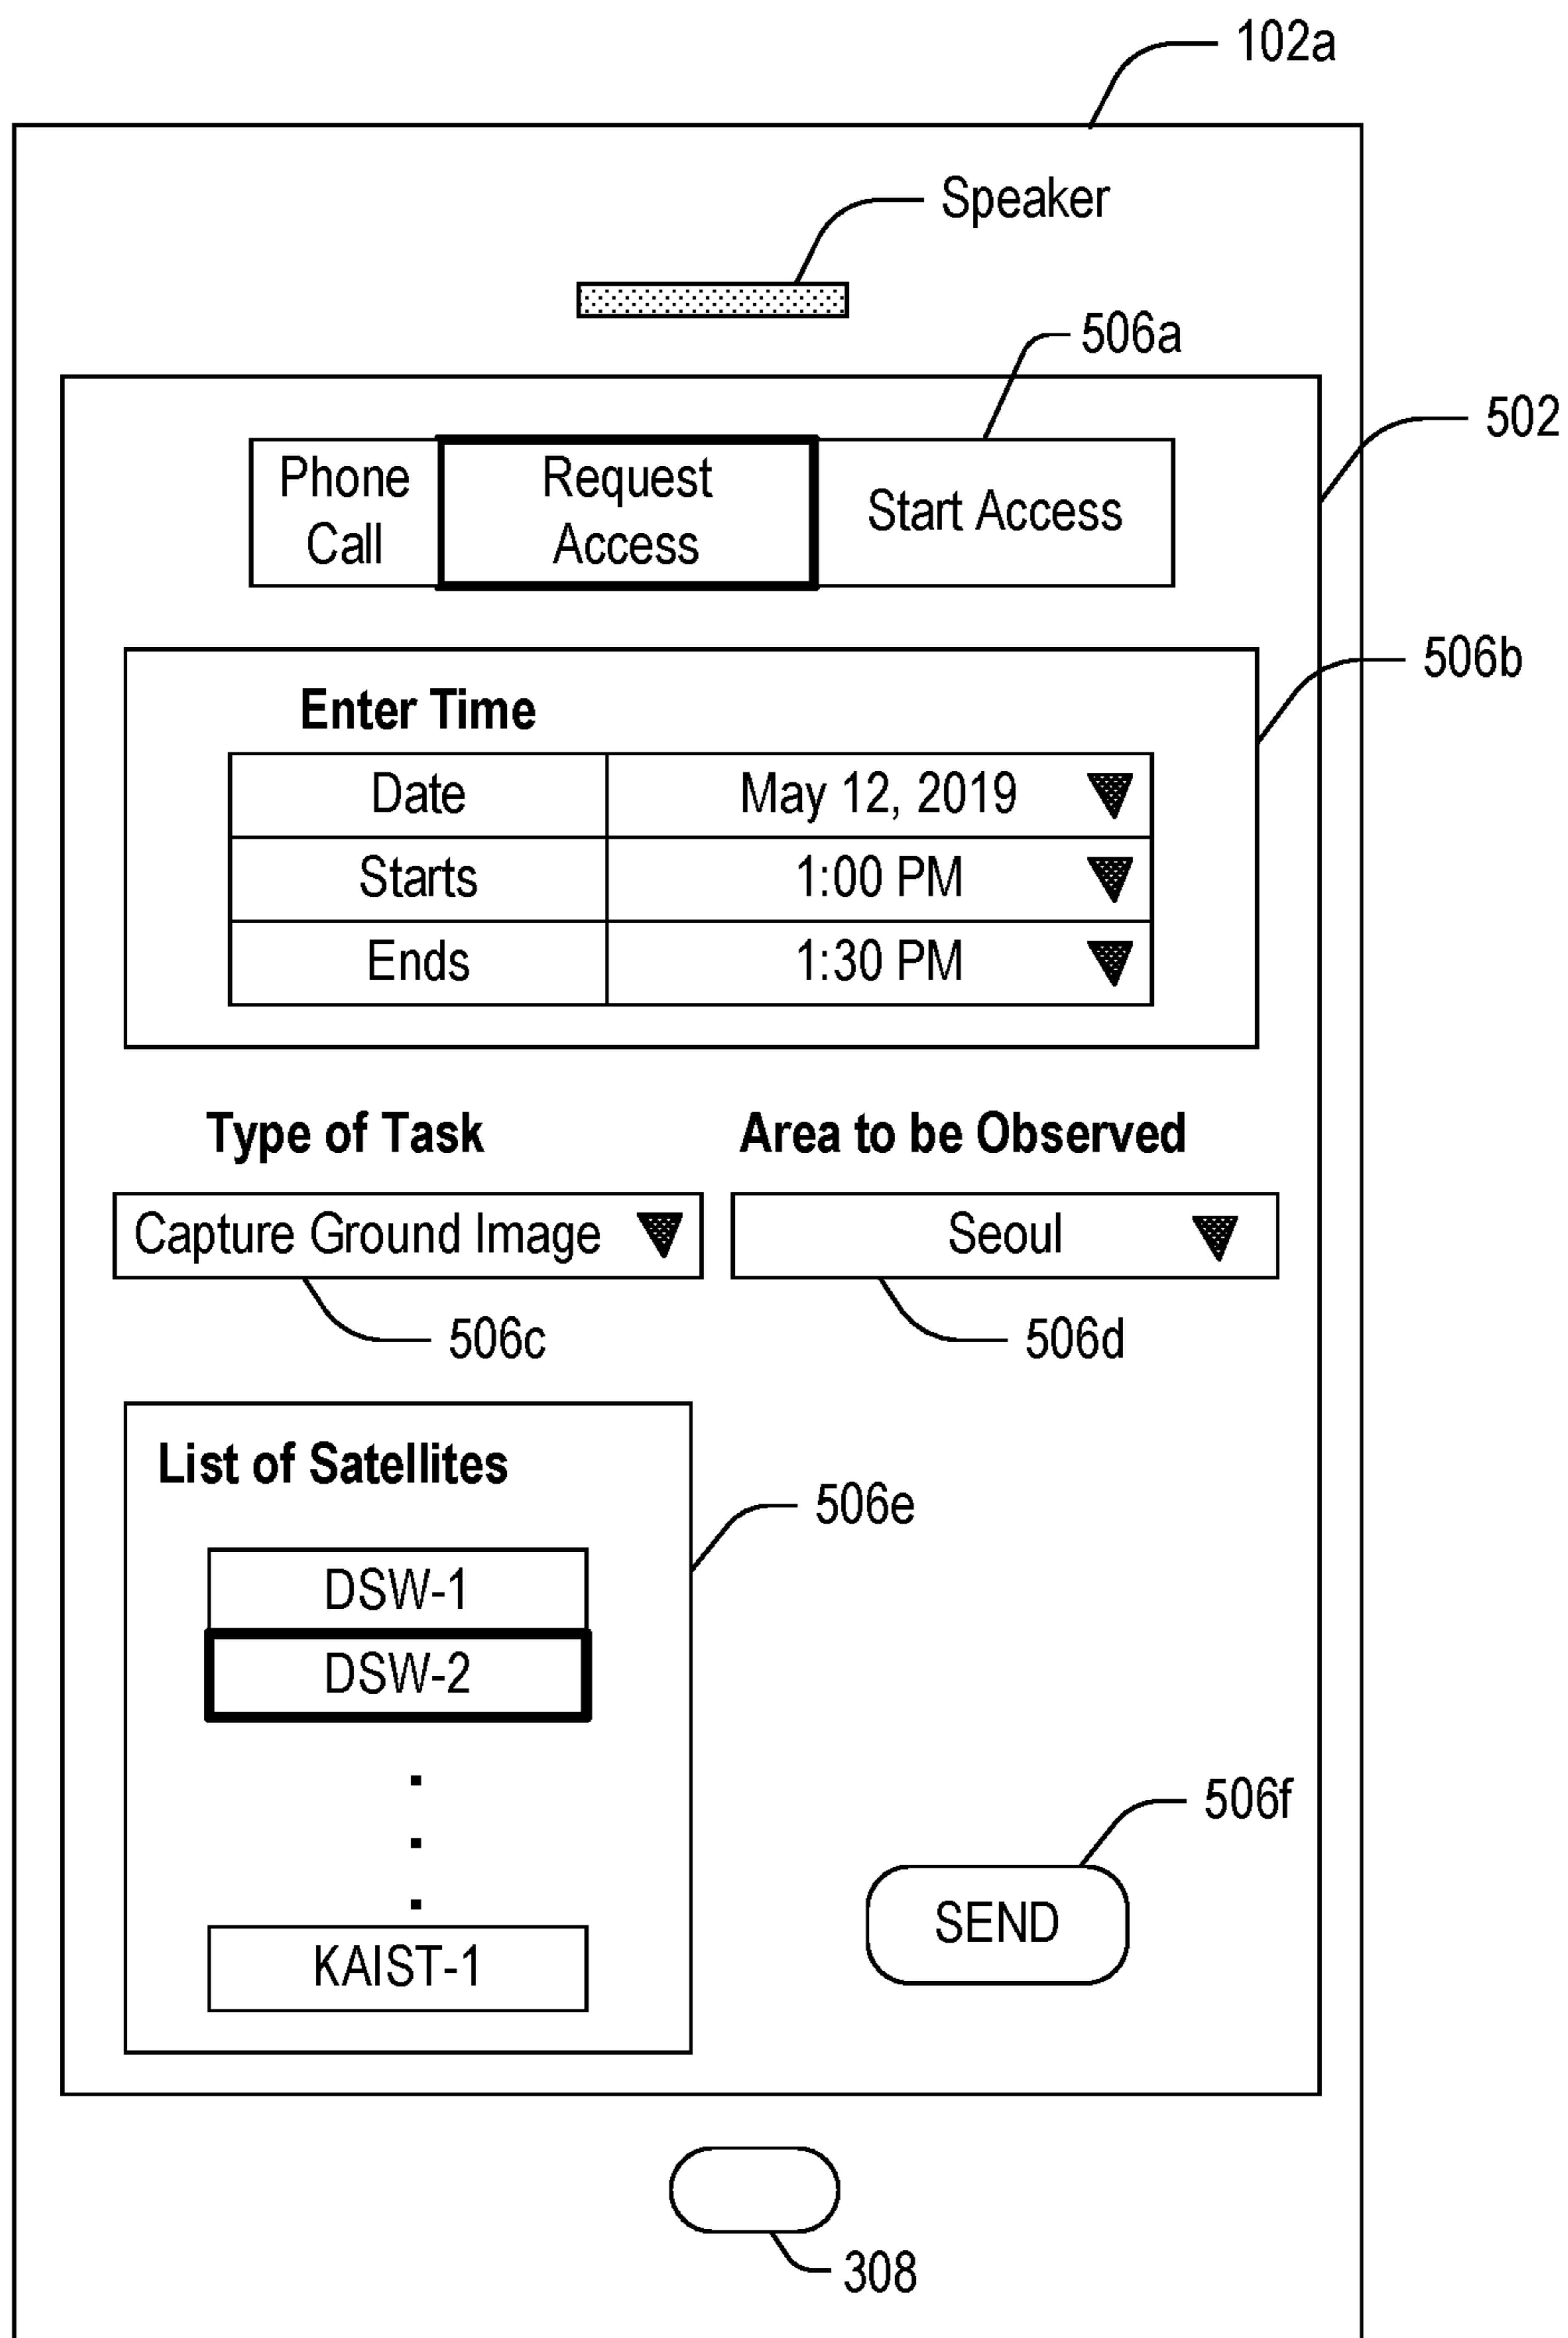 102a
Speaker
506a
502
Phone
Call
Request
Access
Start Access
506b
Enter Time
Date May 12, 2019
Starts 1:00 PM
Ends 1:30 PM
Type of Task
Area to be Observed
Capture Ground Image
Seoul
506c
506d
List of Satellites
506e
DSW-1
DSW-2
506f
SEND
KAIST-1
308